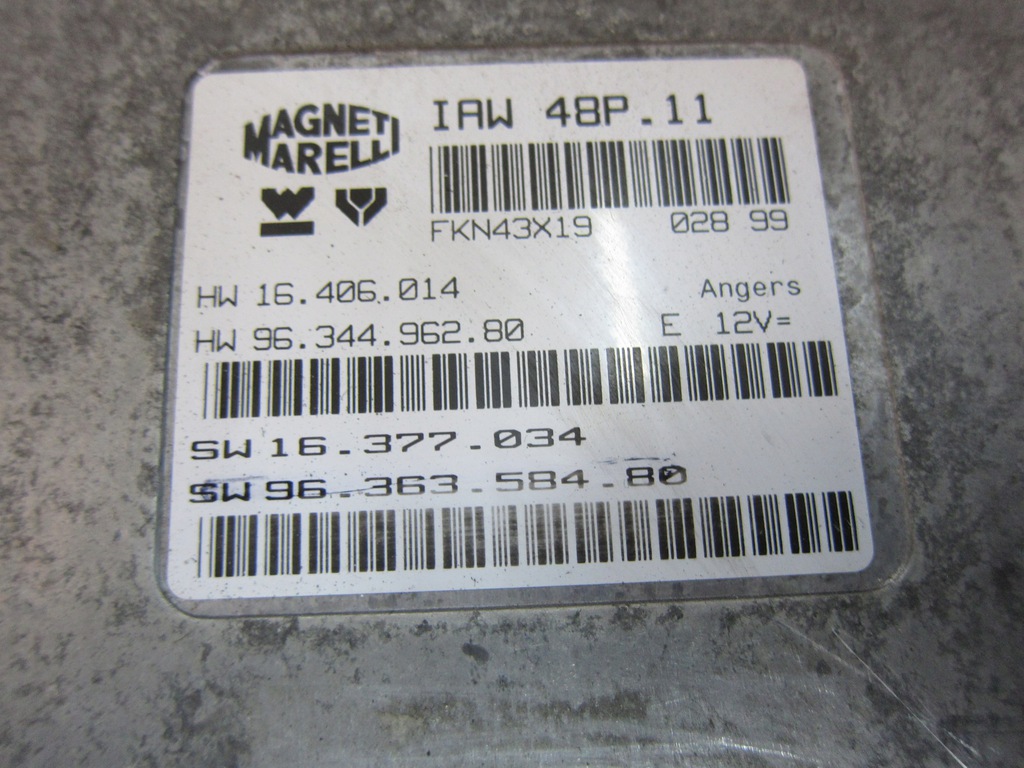 MAGNETI
MARELLI
IAW 48P.11
FKN43X19 028 99
HW 16.406.014 Angers
HW 96.344.962.80 E 12V=
SW 16.377.034
SW 96.363.584.80